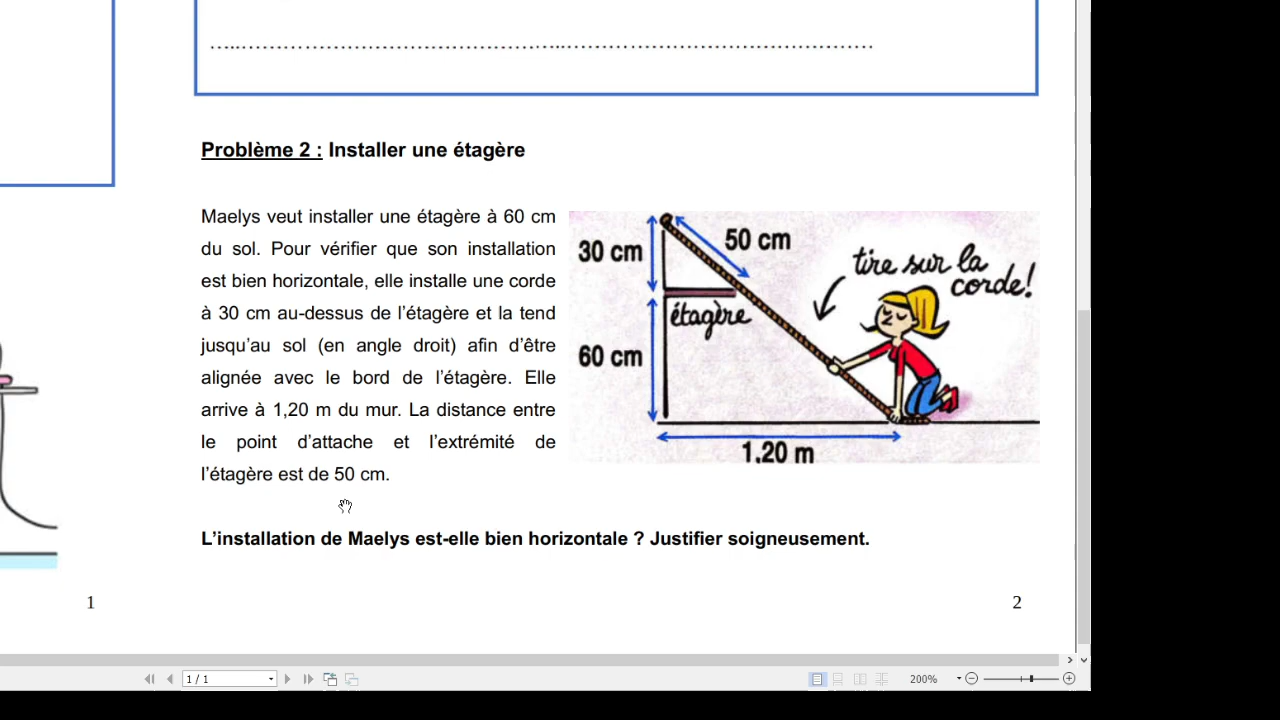 …..……………………………………………..…………………………………
Problème 2 : Installer une étagère
Maelys veut installer une étagère à 60 cm
du sol. Pour vérifier que son installation
est bien horizontale, elle installe une corde
à 30 cm au-dessus de l’étagère et la tend
jusqu’au sol (en angle droit) afin d’être
alignée avec le bord de l’étagère. Elle
arrive à 1,20 m du mur. La distance entre
le point d’attache et l’extrémité de
l’étagère est de 50 cm.
30 cm
50 cm
tire sur la
corde!
étagère
60 cm
1,20 m
L’installation de Maelys est-elle bien horizontale ? Justifier soigneusement.
1
2
1 / 1
200%